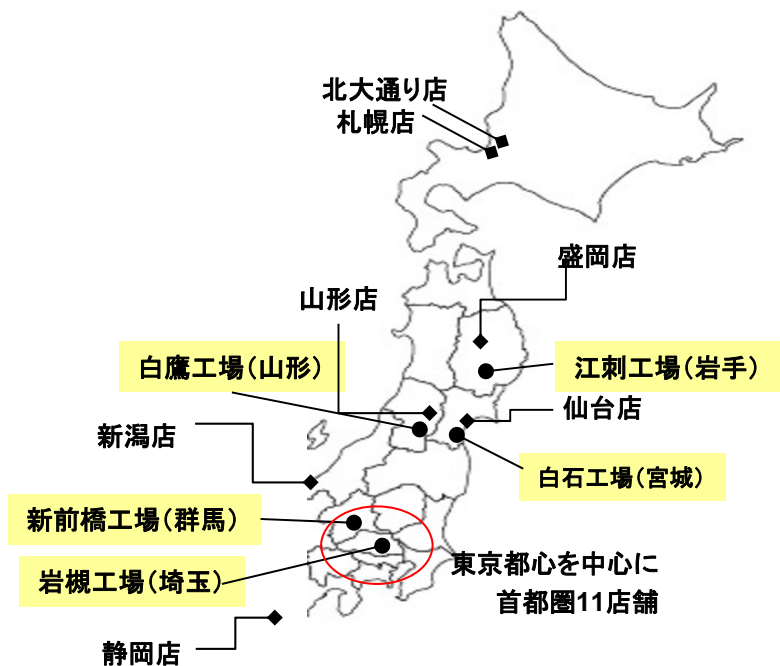 北大通り店
札幌店
盛岡店
山形店
白鷹工場(山形)
江刺工場(岩手)
仙台店
新潟店
白石工場(宮城)
新前橋工場(群馬)
岩槻工場(埼玉)
東京都心を中心に
首都圏11店舗
静岡店